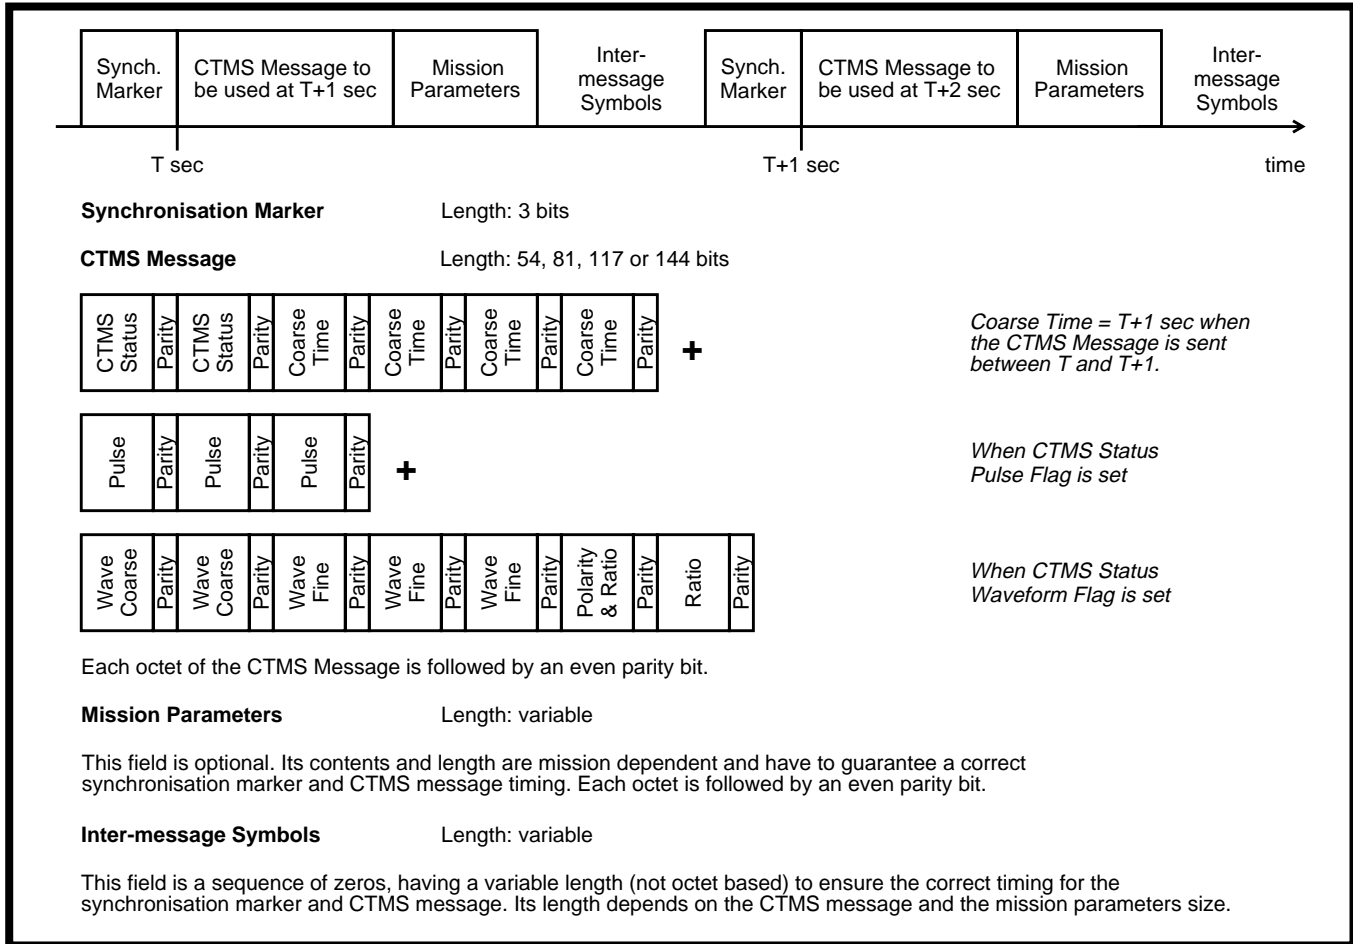 Synch. Marker
CTMS Message to be used at T+1 sec
Mission Parameters
Inter-message Symbols
Synch. Marker
CTMS Message to be used at T+2 sec
Mission Parameters
Inter-message Symbols
T sec
T+1 sec
time
Synchronisation Marker Length: 3 bits
CTMS Message Length: 54, 81, 117 or 144 bits
CTMS Status
Parity
CTMS Status
Parity
Coarse Time
Parity
Coarse Time
Parity
Coarse Time
Parity
Coarse Time
Parity
+
Coarse Time = T+1 sec when
the CTMS Message is sent
between T and T+1.
Pulse
Parity
Pulse
Parity
Pulse
Parity
+
When CTMS Status
Pulse Flag is set
Wave Coarse
Parity
Wave Coarse
Parity
Wave Fine
Parity
Wave Fine
Parity
Wave Fine
Parity
Polarity & Ratio
Parity
Ratio
Parity
When CTMS Status
Waveform Flag is set
Each octet of the CTMS Message is followed by an even parity bit.
Mission Parameters Length: variable
This field is optional. Its contents and length are mission dependent and have to guarantee a correct
synchronisation marker and CTMS message timing. Each octet is followed by an even parity bit.
Inter-message Symbols Length: variable
This field is a sequence of zeros, having a variable length (not octet based) to ensure the correct timing for the
synchronisation marker and CTMS message. Its length depends on the CTMS message and the mission parameters size.